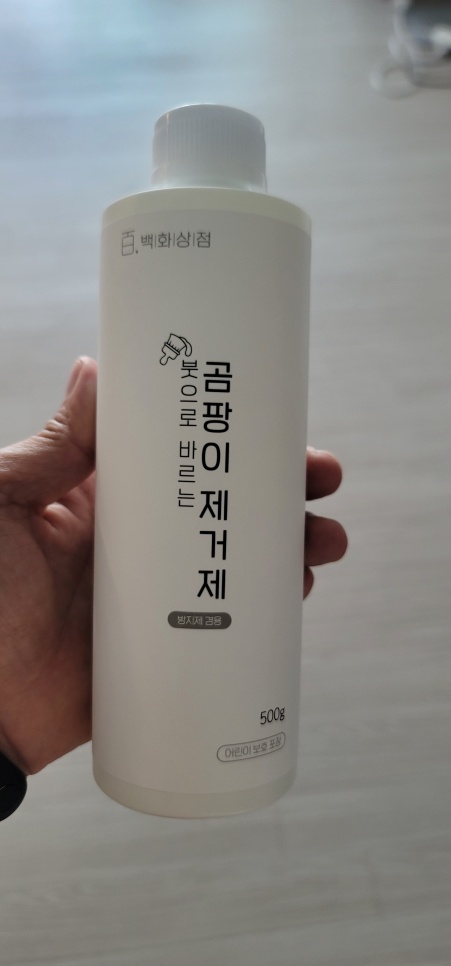 백화상점
붓으로 바르는
곰팡이 제거제
방지제 겸용
500g
어린이 보호 포장